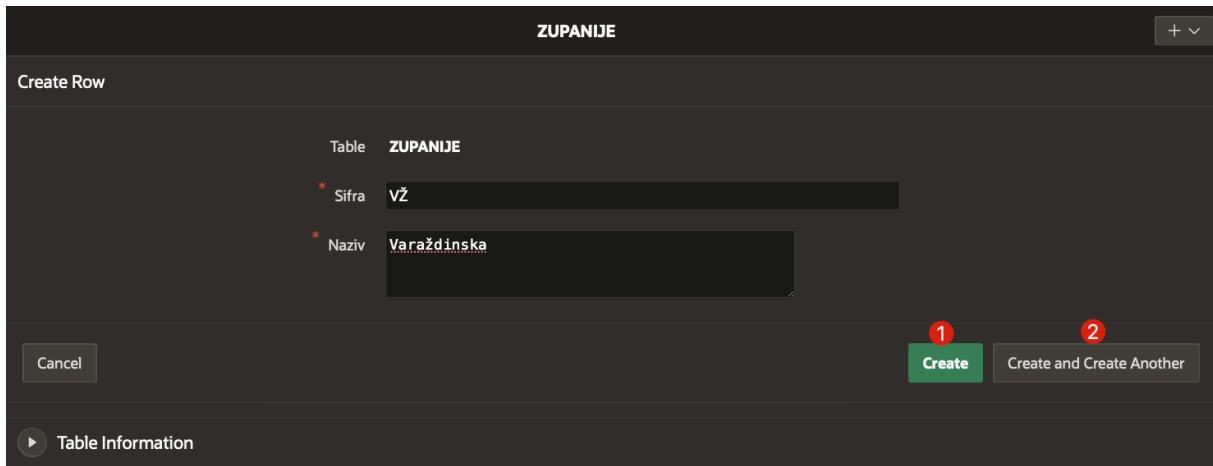 ZUPANIJE
Create Row
Table ZUPANIJE
* Sifra VŽ
* Naziv Varaždinska
1 2
Cancel Create Create and Create Another
Table Information